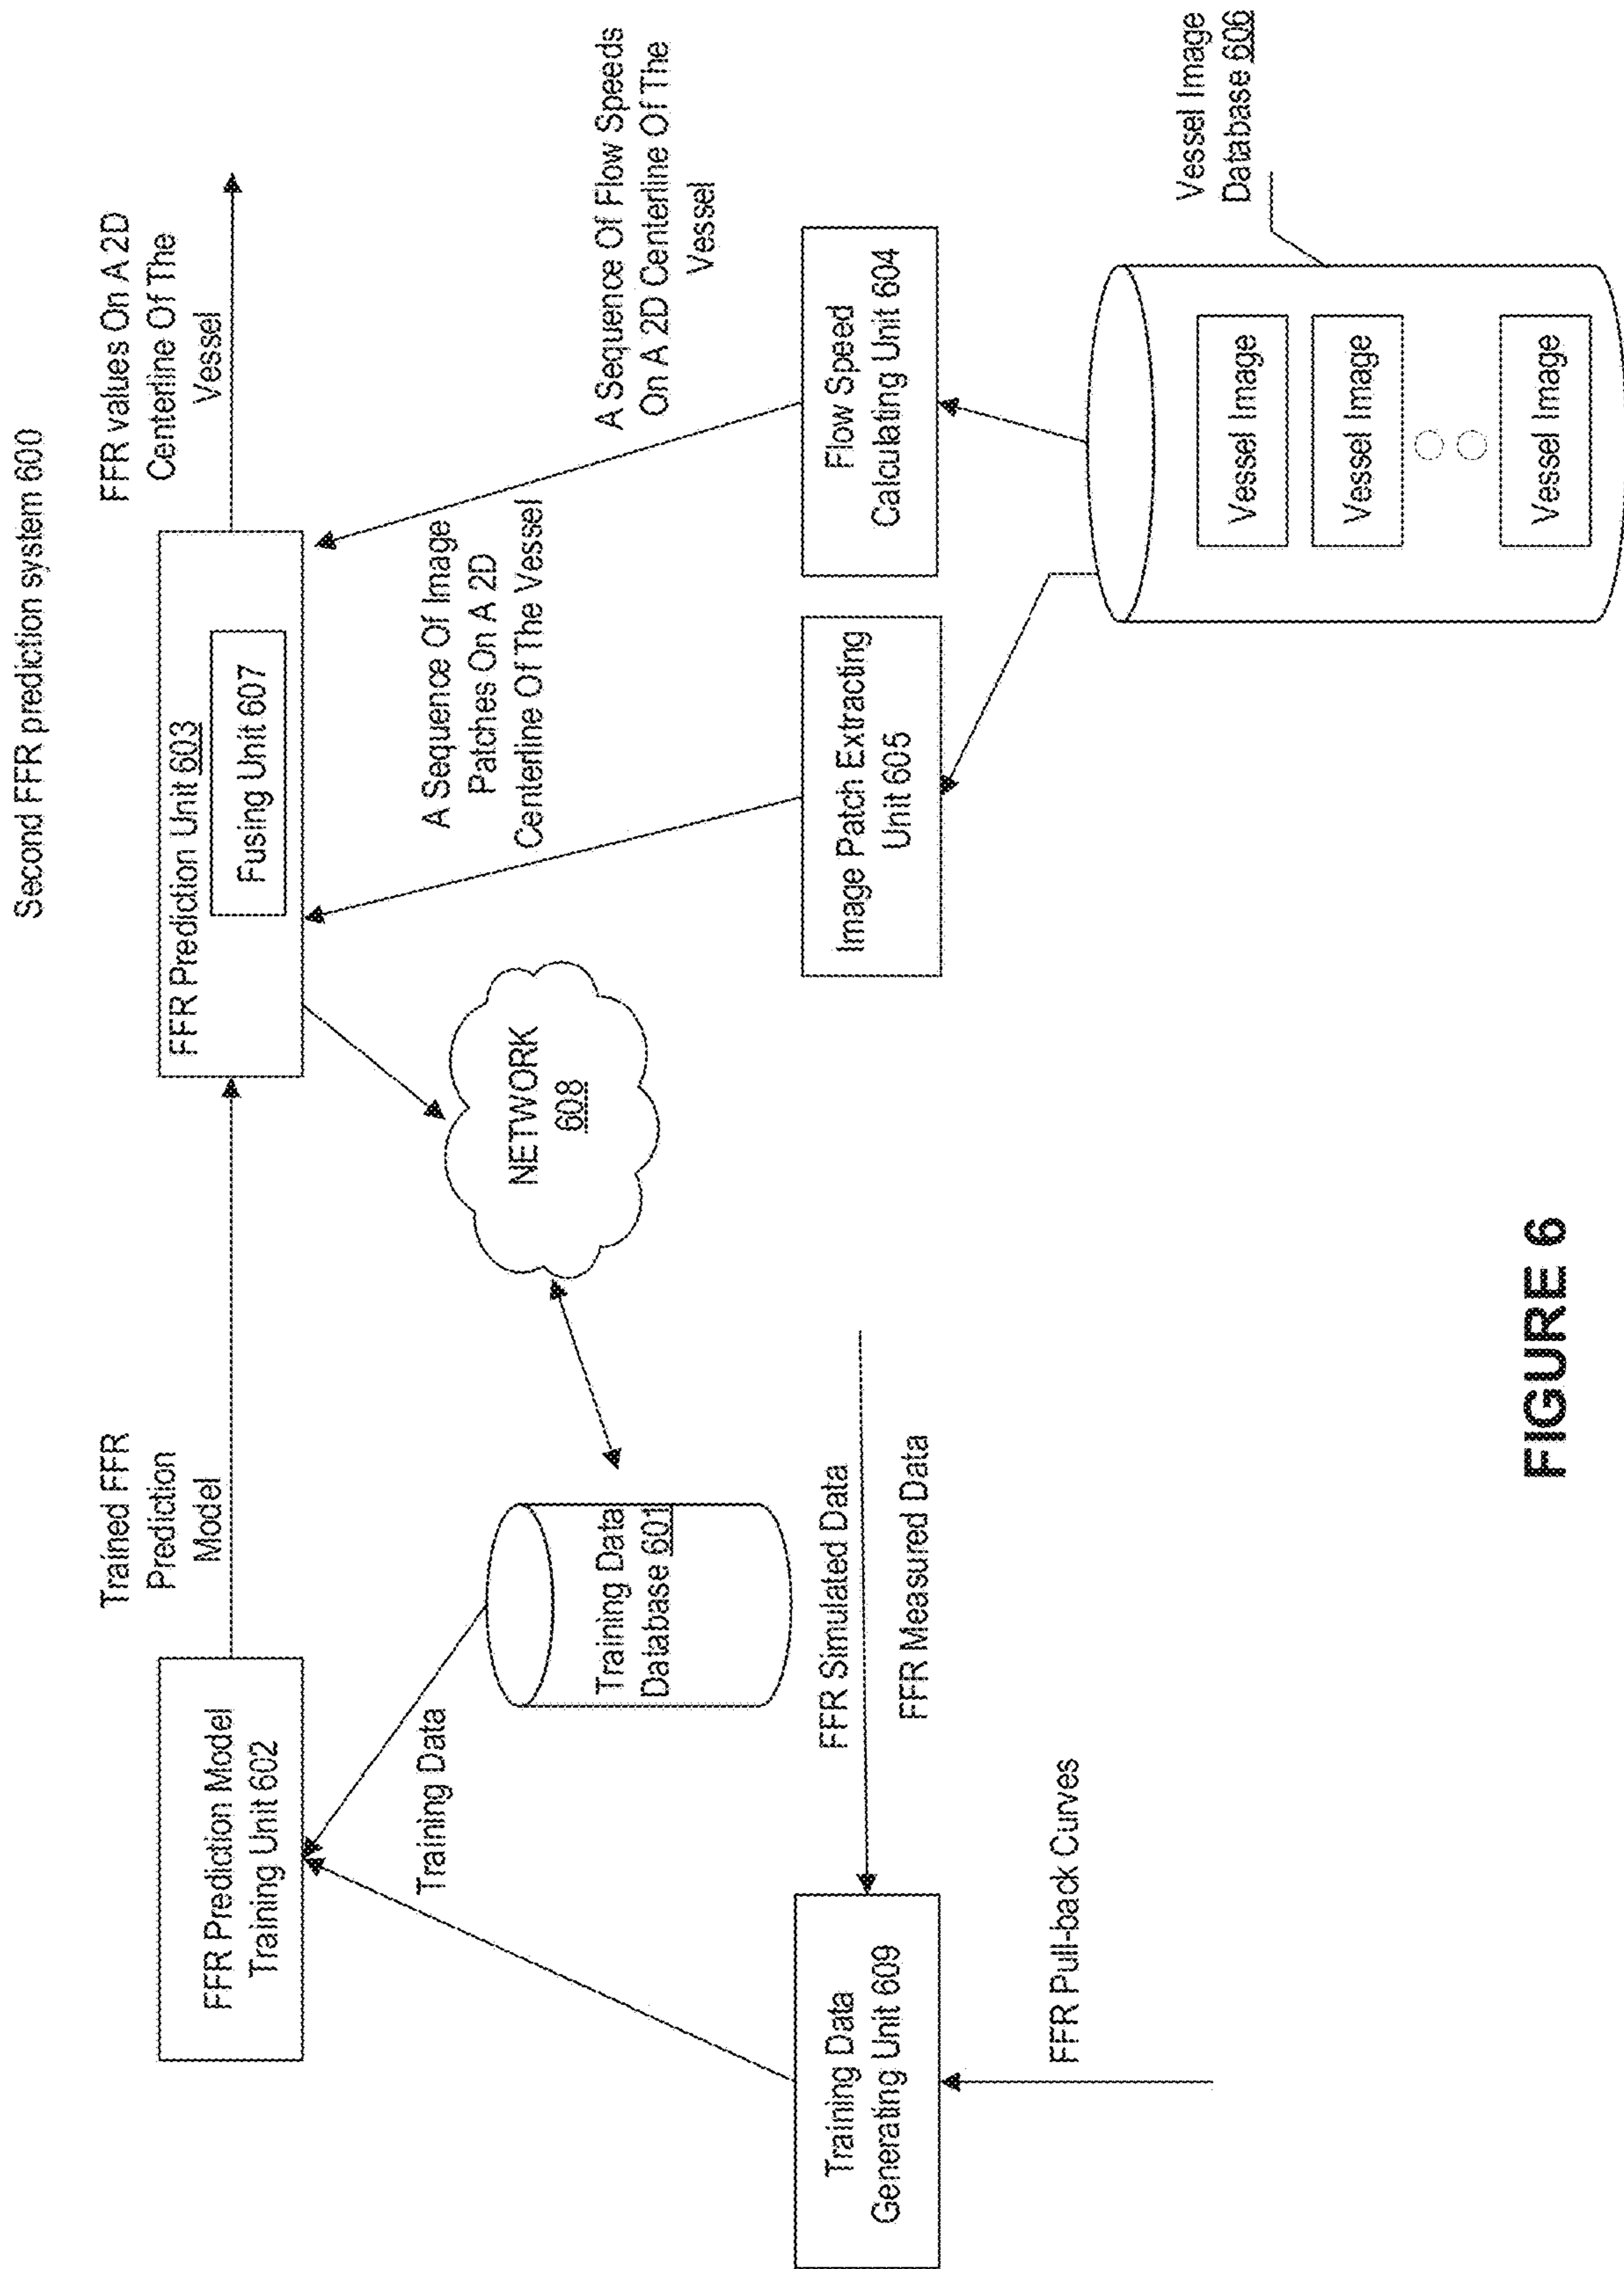 Second FFR prediction system 600
Trained FFR
Prediction
Model
FFR values On A 2D
Centerline Of The
Vessel
FFR Prediction Model
Training Unit 602
FFR Prediction Unit 603
Fusing Unit 607
Training Data
Training Data
Database 601
NETWORK
608
A Sequence Of Image
Patches On A 2D
Centerline Of The Vessel
A Sequence Of Flow Speeds
On A 2D Centerline Of The
Vessel
FFR Simulated Data
FFR Measured Data
Training Data
Generating Unit 609
Image Patch Extracting
Unit 605
Flow Speed
Calculating Unit 604
FFR Pull-back Curves
Vessel Image
Database 606
Vessel Image
Vessel Image
Vessel Image
FIGURE 6